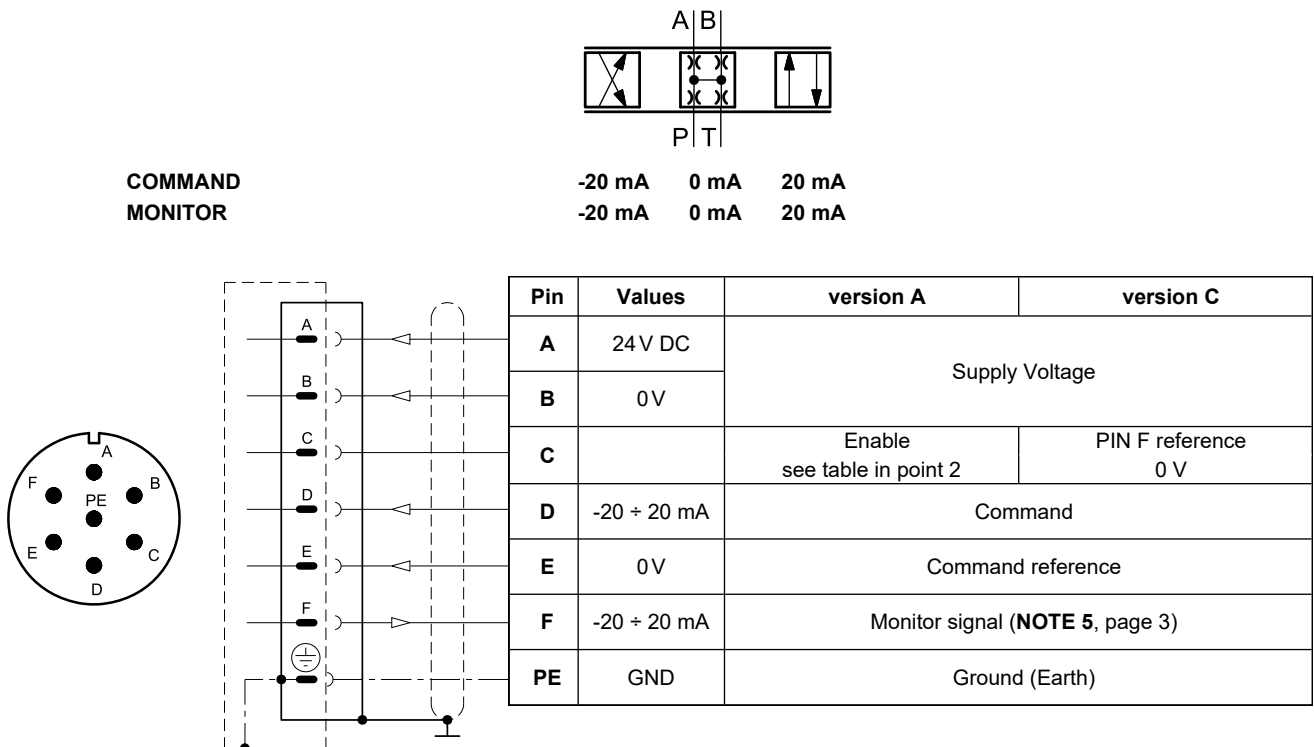 A B
P T
COMMAND -20 mA 0 mA 20 mA
MONITOR -20 mA 0 mA 20 mA
A
B
C
D
E
F
A
B
C
D
E
F
PE
Pin Values version A version C
A 24 V DC Supply Voltage
B 0 V
C Enable see table in point 2 PIN F reference 0 V
D -20 ÷ 20 mA Command
E 0 V Command reference
F -20 ÷ 20 mA Monitor signal (NOTE 5, page 3)
PE GND Ground (Earth)